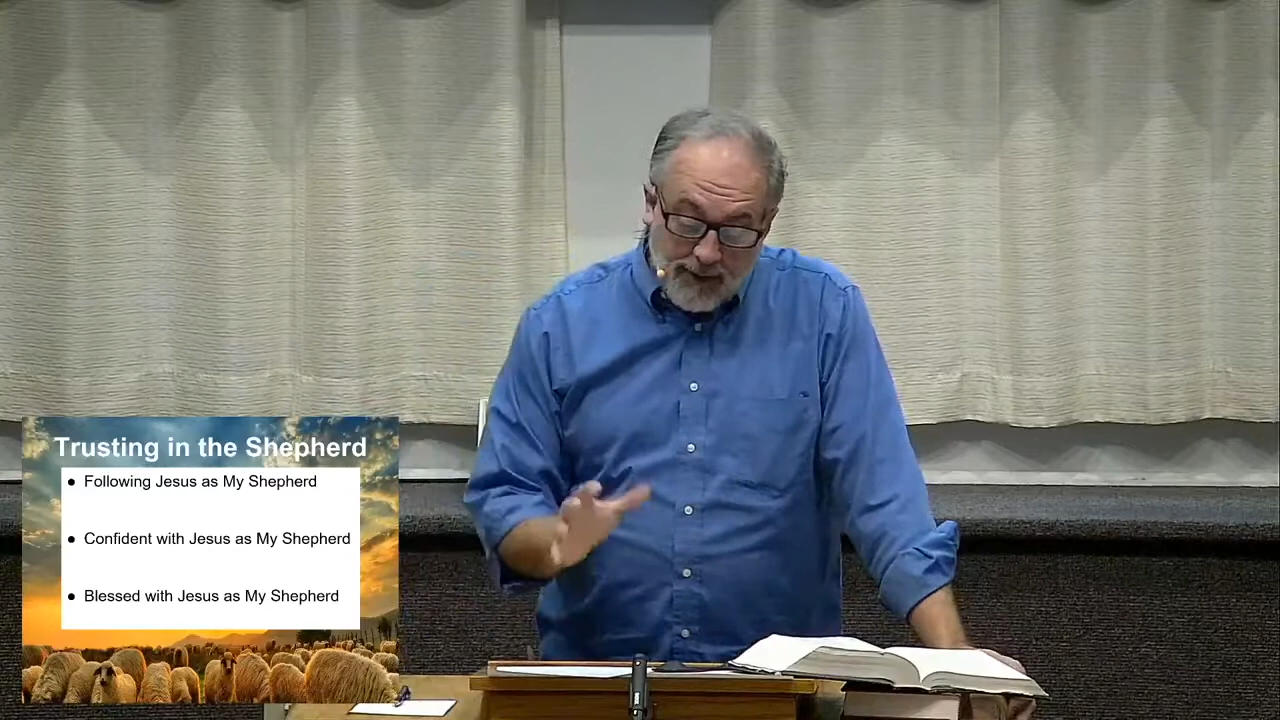 Trusting in the Shepherd
• Following Jesus as My Shepherd
• Confident with Jesus as My Shepherd
• Blessed with Jesus as My Shepherd